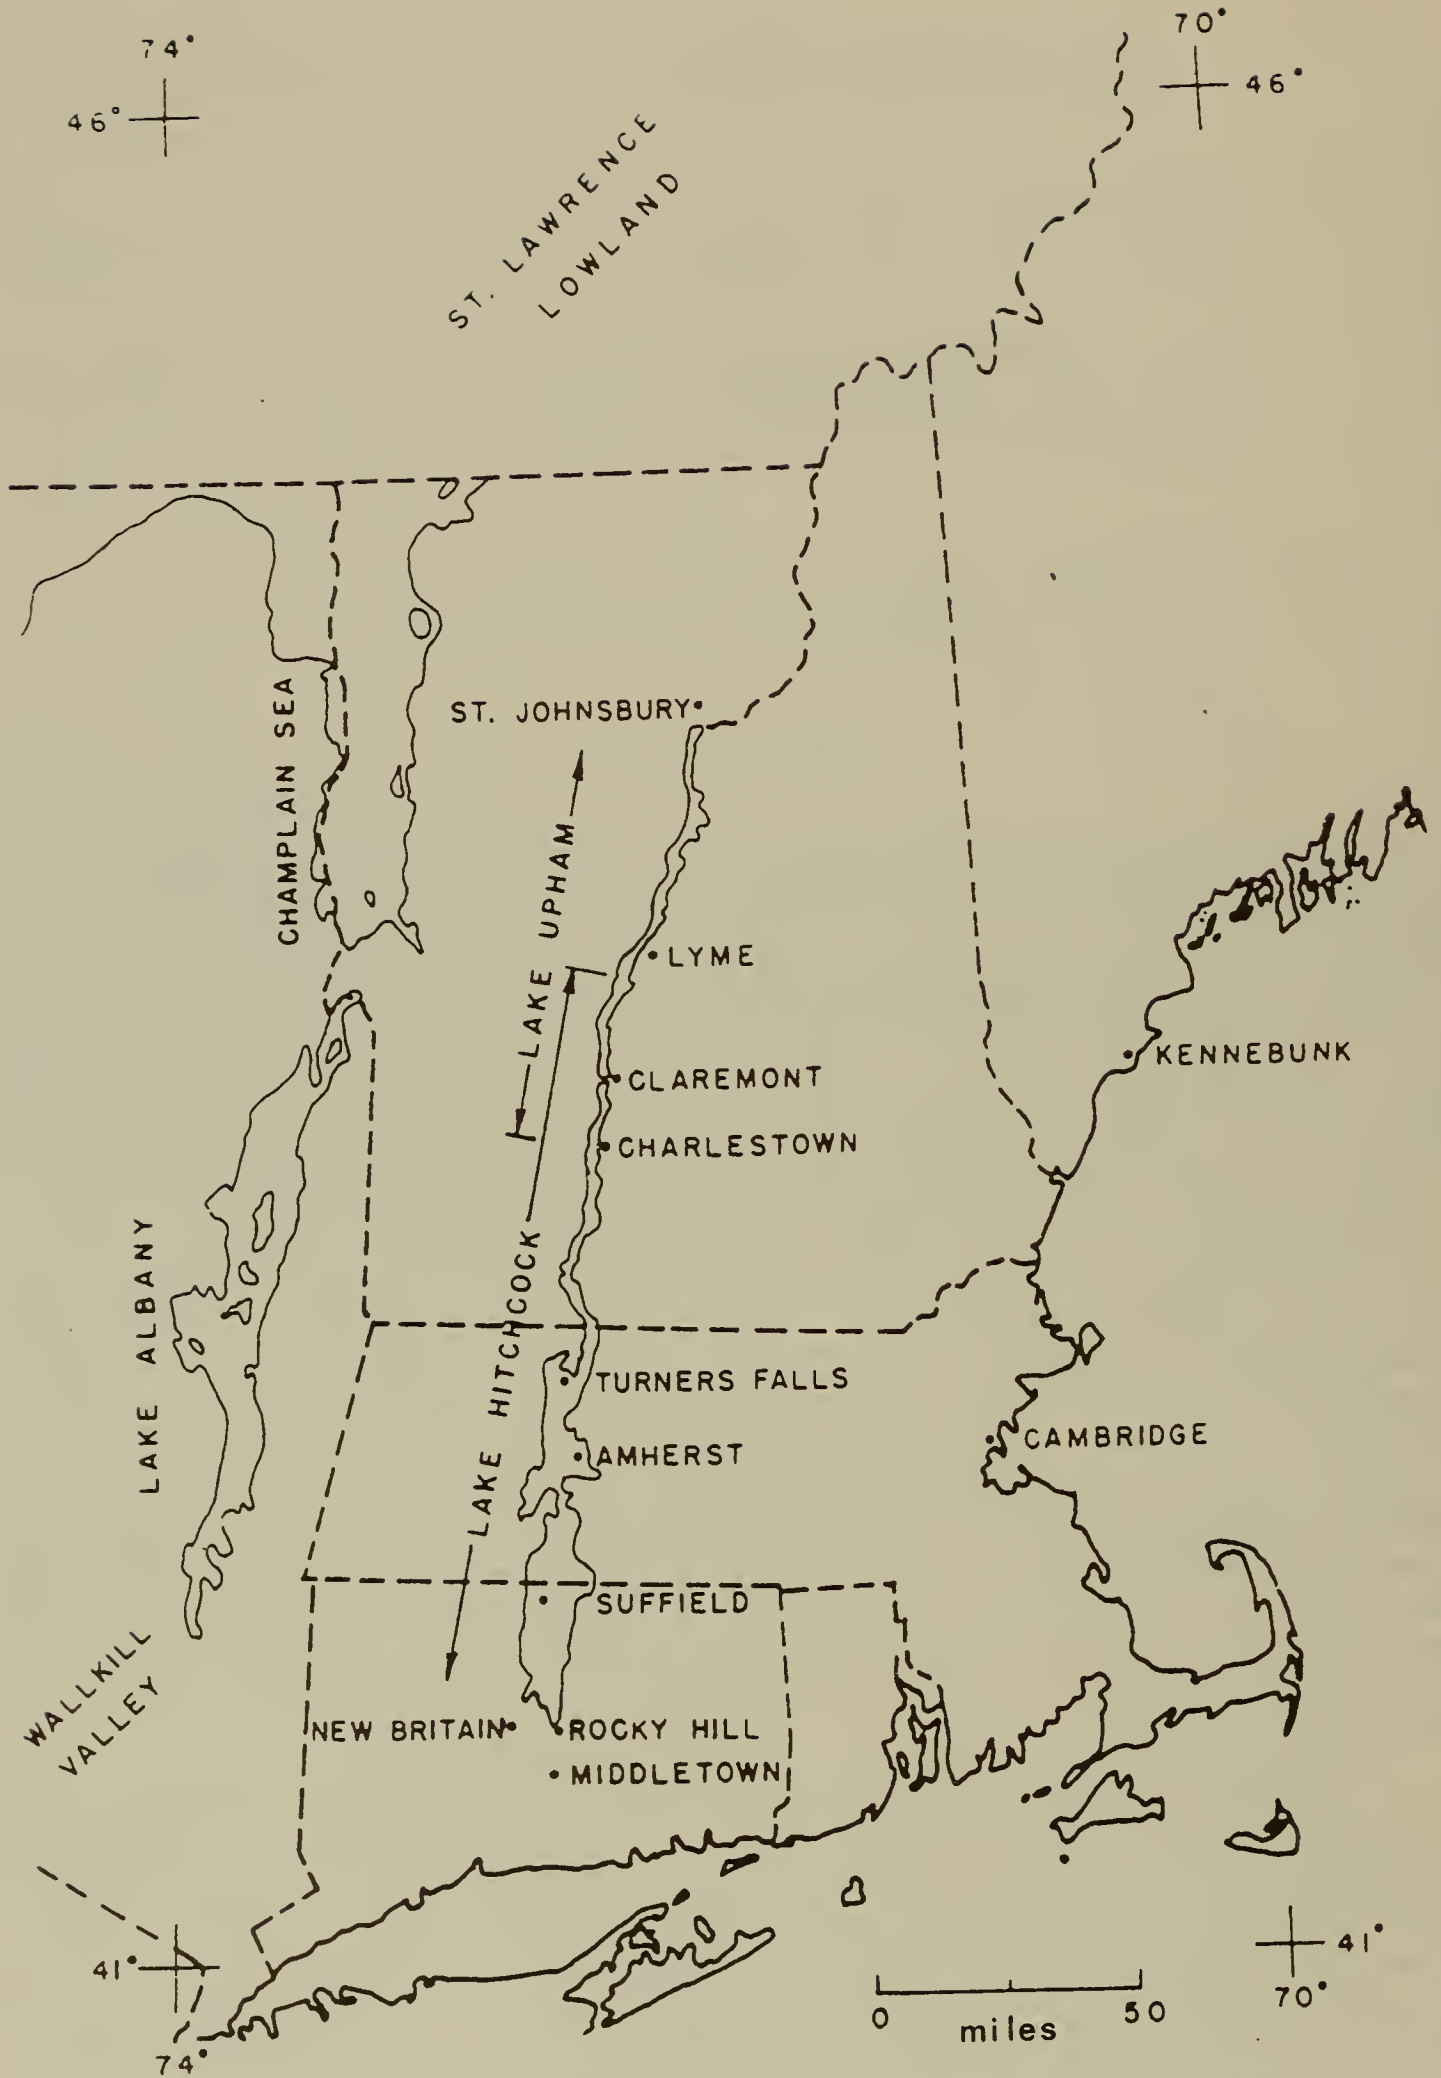 74°
70°
46°
46°
ST. LAWRENCE
LOWLAND
CHAMPLAIN SEA
ST. JOHNSBURY
LAKE UPHAM
LYME
KENNEBUNK
CLAREMONT
CHARLESTOWN
LAKE ALBANY
LAKE HITCHCOCK
TURNERS FALLS
AMHERST
CAMBRIDGE
SUFFIELD
WALLKILL
VALLEY
NEW BRITAIN
ROCKY HILL
MIDDLETOWN
41°
41°
70°
0
50
miles
74°